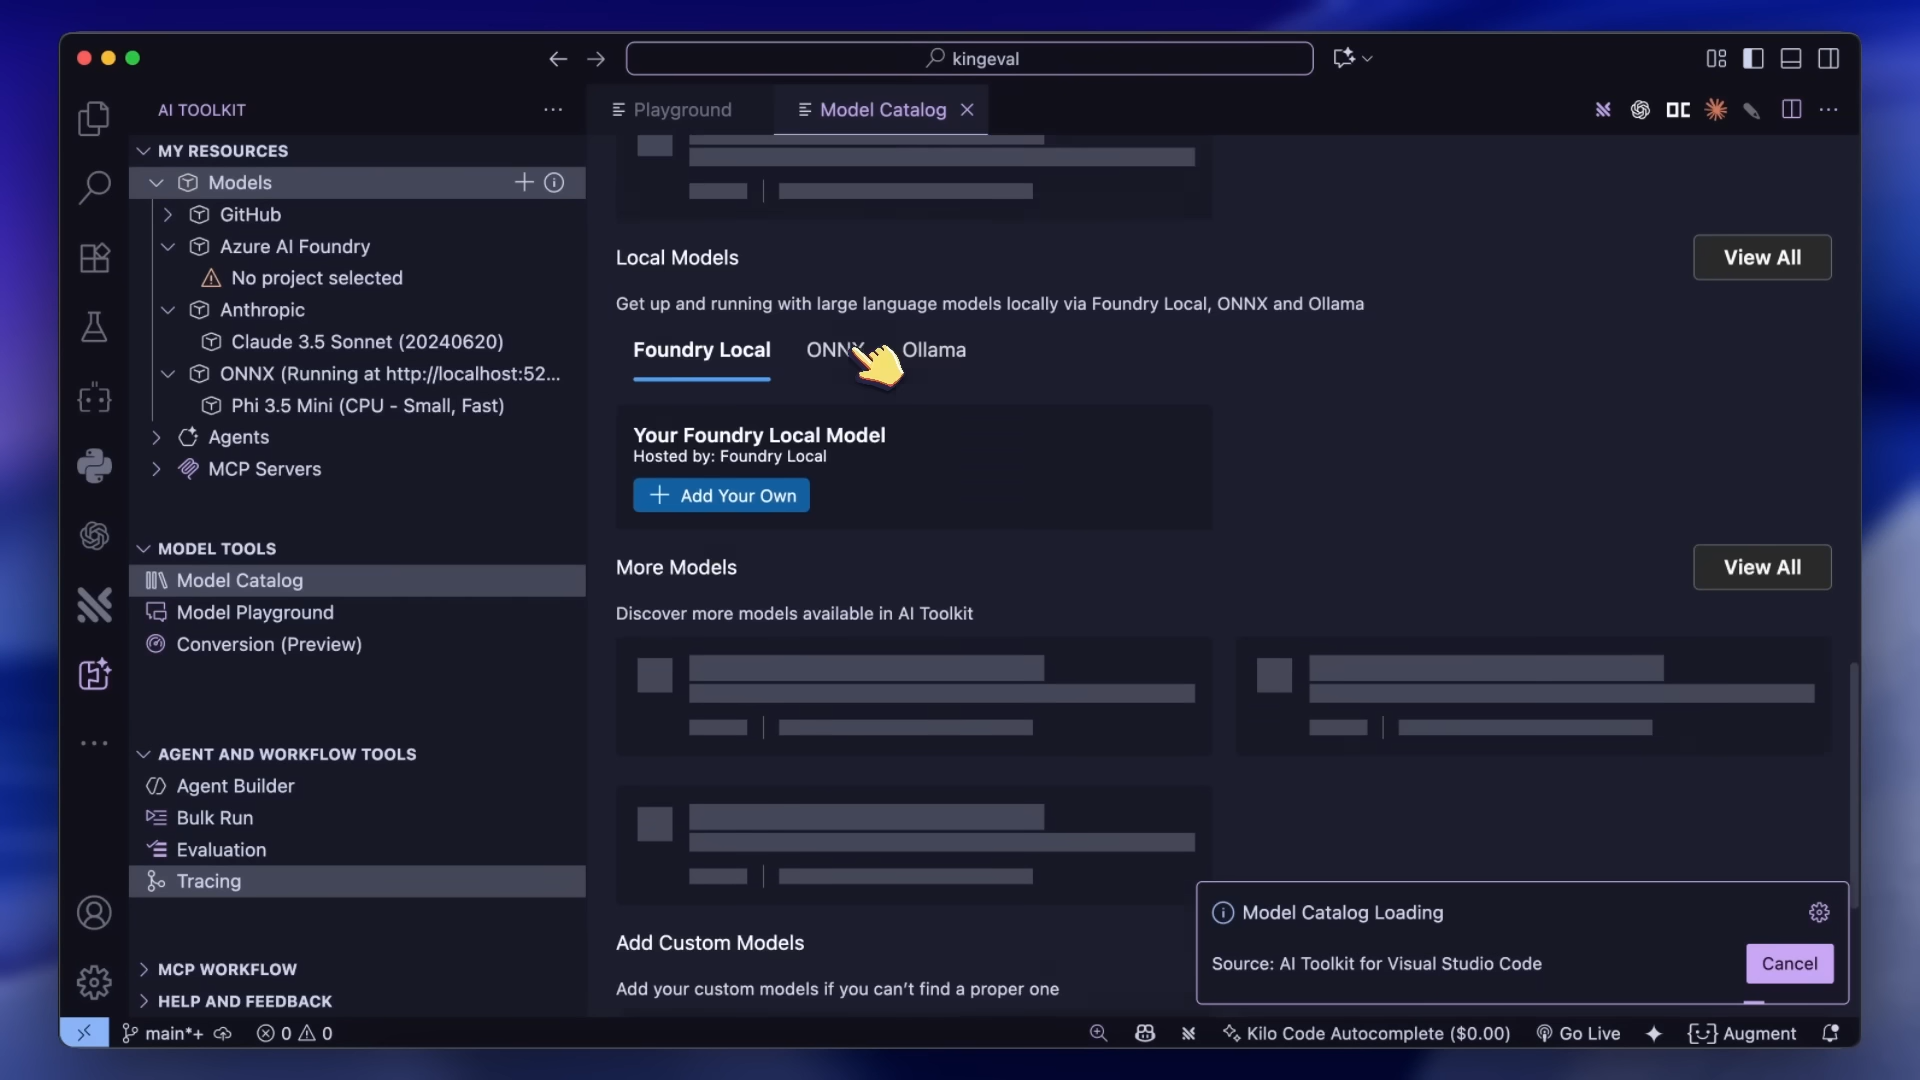 kingeval
AI TOOLKIT
Playground
Model Catalog
MY RESOURCES
Models
GitHub
Azure AI Foundry
No project selected
Anthropic
Claude 3.5 Sonnet (20240620)
ONNX (Running at http://localhost:52...
Phi 3.5 Mini (CPU - Small, Fast)
Agents
MCP Servers
MODEL TOOLS
Model Catalog
Model Playground
Conversion (Preview)
AGENT AND WORKFLOW TOOLS
Agent Builder
Bulk Run
Evaluation
Tracing
MCP WORKFLOW
HELP AND FEEDBACK
Local Models
View All
Get up and running with large language models locally via Foundry Local, ONNX and Ollama
Foundry Local
ONNX
Ollama
Your Foundry Local Model
Hosted by: Foundry Local
Add Your Own
More Models
View All
Discover more models available in AI Toolkit
Add Custom Models
Add your custom models if you can't find a proper one
Model Catalog Loading
Source: AI Toolkit for Visual Studio Code
Cancel
main*+
0
0
Kilo Code Autocomplete ($0.00)
Go Live
Augment